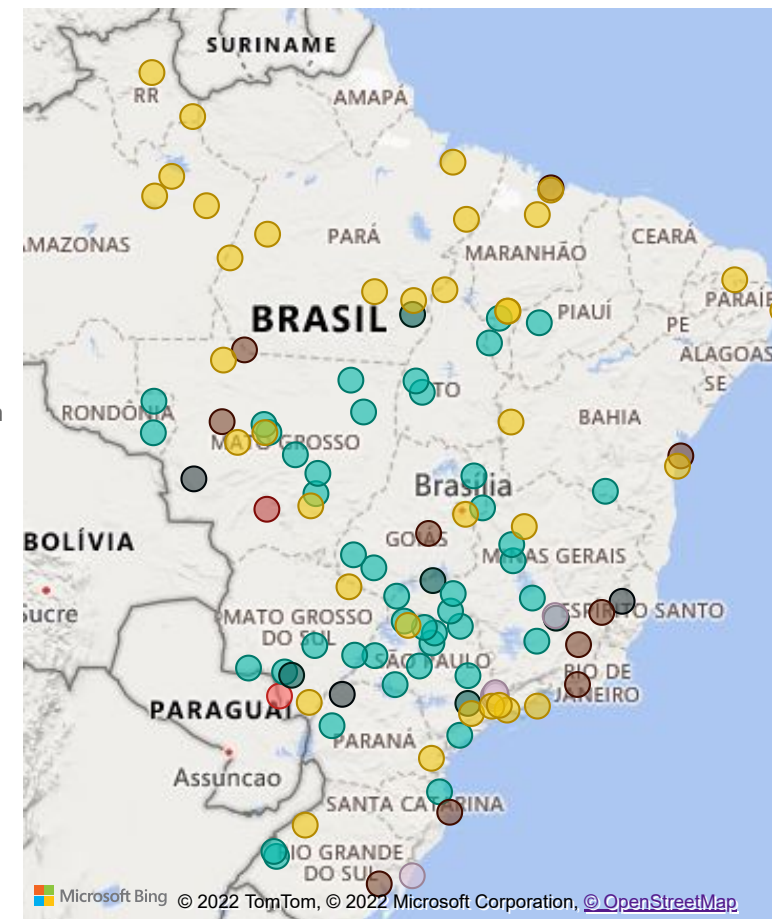 SURINAME
RR
AMAPÁ
AMAZONAS
PARÁ
MARANHÃO
CEARÁ
BRASIL
PIAUÍ
PARAÍB
PE
ALAGOAS
SE
TO
RONDÔNIA
BAHIA
MATO GROSSO
Brasília
BOLÍVIA
GOIÁS
MINAS GERAIS
Sucre
MATO GROSSO
DO SUL
ESPÍRITO SANTO
SÃO PAULO
RIO DE
JANEIRO
PARAGUAI
PARANÁ
Assuncao
SANTA CATARINA
IO GRANDE
DO SUL
Microsoft Bing
© 2022 TomTom, © 2022 Microsoft Corporation, © OpenStreetMap